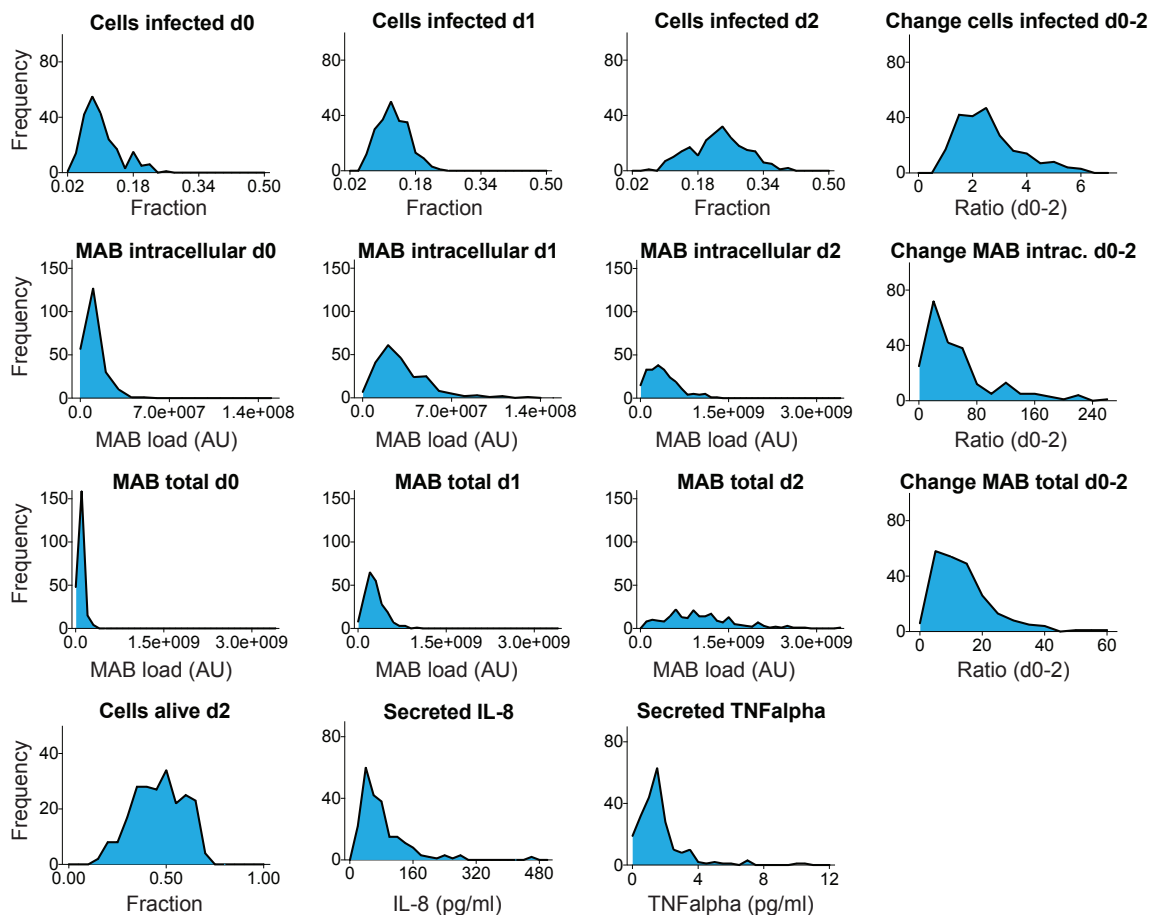 Cells infected d0
Frequency
80
40
0
0.02 0.18 0.34 0.50
Fraction
Cells infected d1
80
40
0
0.02 0.18 0.34 0.50
Fraction
Cells infected d2
80
40
0
0.02 0.18 0.34 0.50
Fraction
Change cells infected d0-2
80
40
0
0 2 4 6
Ratio (d0-2)
MAB intracellular d0
Frequency
150
100
50
0
0.0 7.0e+007 1.4e+008
MAB load (AU)
MAB intracellular d1
150
100
50
0
0.0 7.0e+007 1.4e+008
MAB load (AU)
MAB intracellular d2
150
100
50
0
0.0 1.5e+009 3.0e+009
MAB load (AU)
Change MAB intrac. d0-2
80
40
0
0 80 160 240
Ratio (d0-2)
MAB total d0
Frequency
150
100
50
0
0.0 1.5e+009 3.0e+009
MAB load (AU)
MAB total d1
150
100
50
0
0.0 1.5e+009 3.0e+009
MAB load (AU)
MAB total d2
150
100
50
0
0.0 1.5e+009 3.0e+009
MAB load (AU)
Change MAB total d0-2
80
40
0
0 20 40 60
Ratio (d0-2)
Cells alive d2
Frequency
40
20
0
0.00 0.50 1.00
Fraction
Secreted IL-8
80
40
0
0 160 320 480
IL-8 (pg/ml)
Secreted TNFalpha
80
40
0
0 4 8 12
TNFalpha (pg/ml)